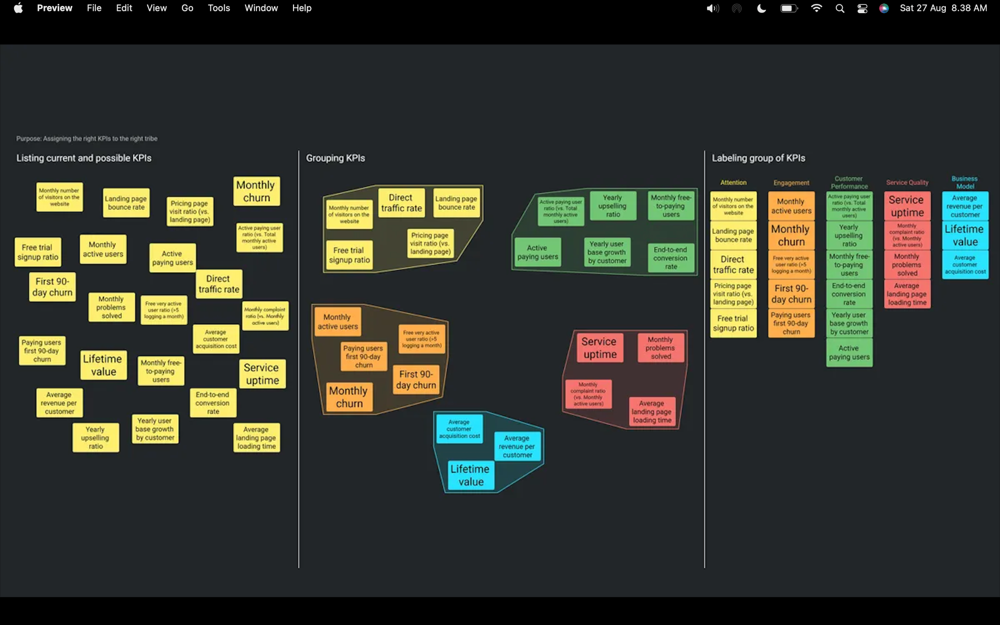 Preview File Edit View Go Tools Window Help Sat 27 Aug 8.38 AM
Purpose: Assigning the right KPIs to the right tribe
Listing current and possible KPIs
Monthly number
of visitors on the
website
Landing page
bounce rate
Pricing page
visit ratio (vs.
landing page)
Monthly
churn
Free trial
signup ratio
Monthly
active users
Active
paying users
Active paying user
ratio (vs. Total
monthly active
users)
First 90-
day churn
Direct
traffic rate
Monthly
problems
solved
Free very active
user ratio (>5
logging a month)
Monthly complaint
ratio (vs. Monthly
active users)
Average
customer
acquisition cost
Paying users
first 90-day
churn
Lifetime
value
Monthly free-
to-paying
users
Service
uptime
Average
revenue per
customer
End-to-end
conversion
rate
Yearly
upselling
ratio
Yearly user
base growth
by customer
Average
landing page
loading time
Grouping KPIs
Monthly number
of visitors on the
website
Direct
traffic rate
Landing page
bounce rate
Free trial
signup ratio
Pricing page
visit ratio (vs.
landing page)
Active paying user
ratio (vs. Total
monthly active
users)
Yearly
upselling
ratio
Monthly free-
to-paying
users
Active
paying users
Yearly user
base growth
by customer
End-to-end
conversion
rate
Monthly
active users
Free very active
user ratio (>5
logging a month)
Paying users
first 90-day
churn
First 90-
day churn
Monthly
churn
Service
uptime
Monthly
problems
solved
Monthly
complaint ratio
(vs. Monthly
active users)
Average
landing page
loading time
Average
customer
acquisition cost
Average
revenue per
customer
Lifetime
value
Labeling group of KPIs
Attention
Monthly number
of visitors on the
website
Landing page
bounce rate
Direct
traffic rate
Pricing page
visit ratio (vs.
landing page)
Free trial
signup ratio
Engagement
Monthly
active users
Monthly
churn
Free very active
user ratio (>5
logging a month)
First 90-
day churn
Paying users
first 90-day
churn
Customer
Performance
Active paying user
ratio (vs. Total
monthly active
users)
Yearly
upselling
ratio
Monthly free-
to-paying
users
End-to-end
conversion
rate
Yearly user
base growth
by customer
Active
paying users
Service Quality
Service
uptime
Monthly
complaint ratio
(vs. Monthly
active users)
Monthly
problems
solved
Average
landing page
loading time
Business
Model
Average
revenue per
customer
Lifetime
value
Average
customer
acquisition cost